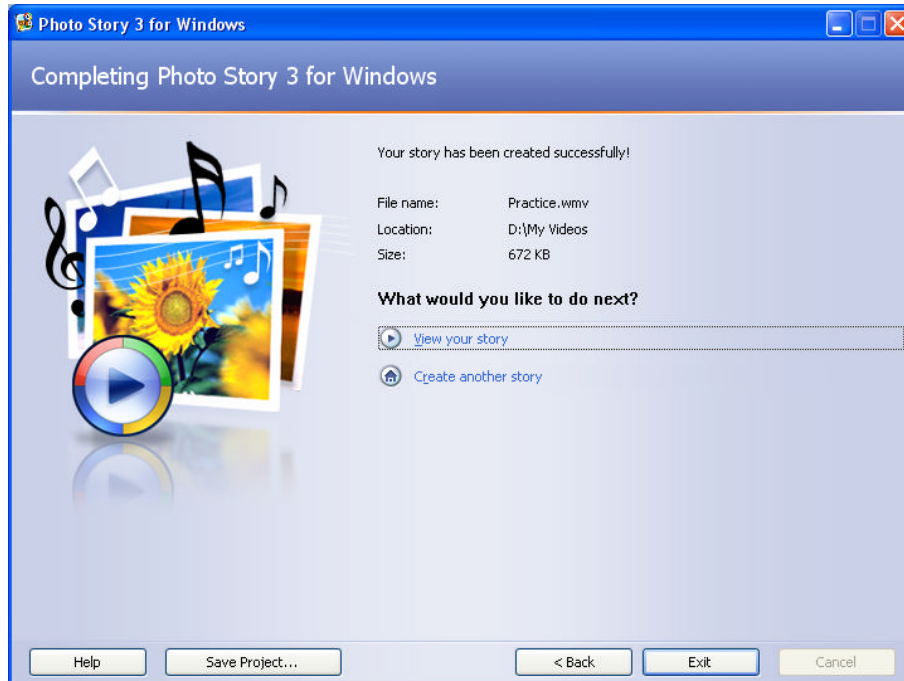 Photo Story 3 for Windows
Completing Photo Story 3 for Windows
Your story has been created successfully!
File name: Practice.wmv
Location: D:\My Videos
Size: 672 KB
What would you like to do next?
View your story
Create another story
Help Save Project... < Back Exit Cancel